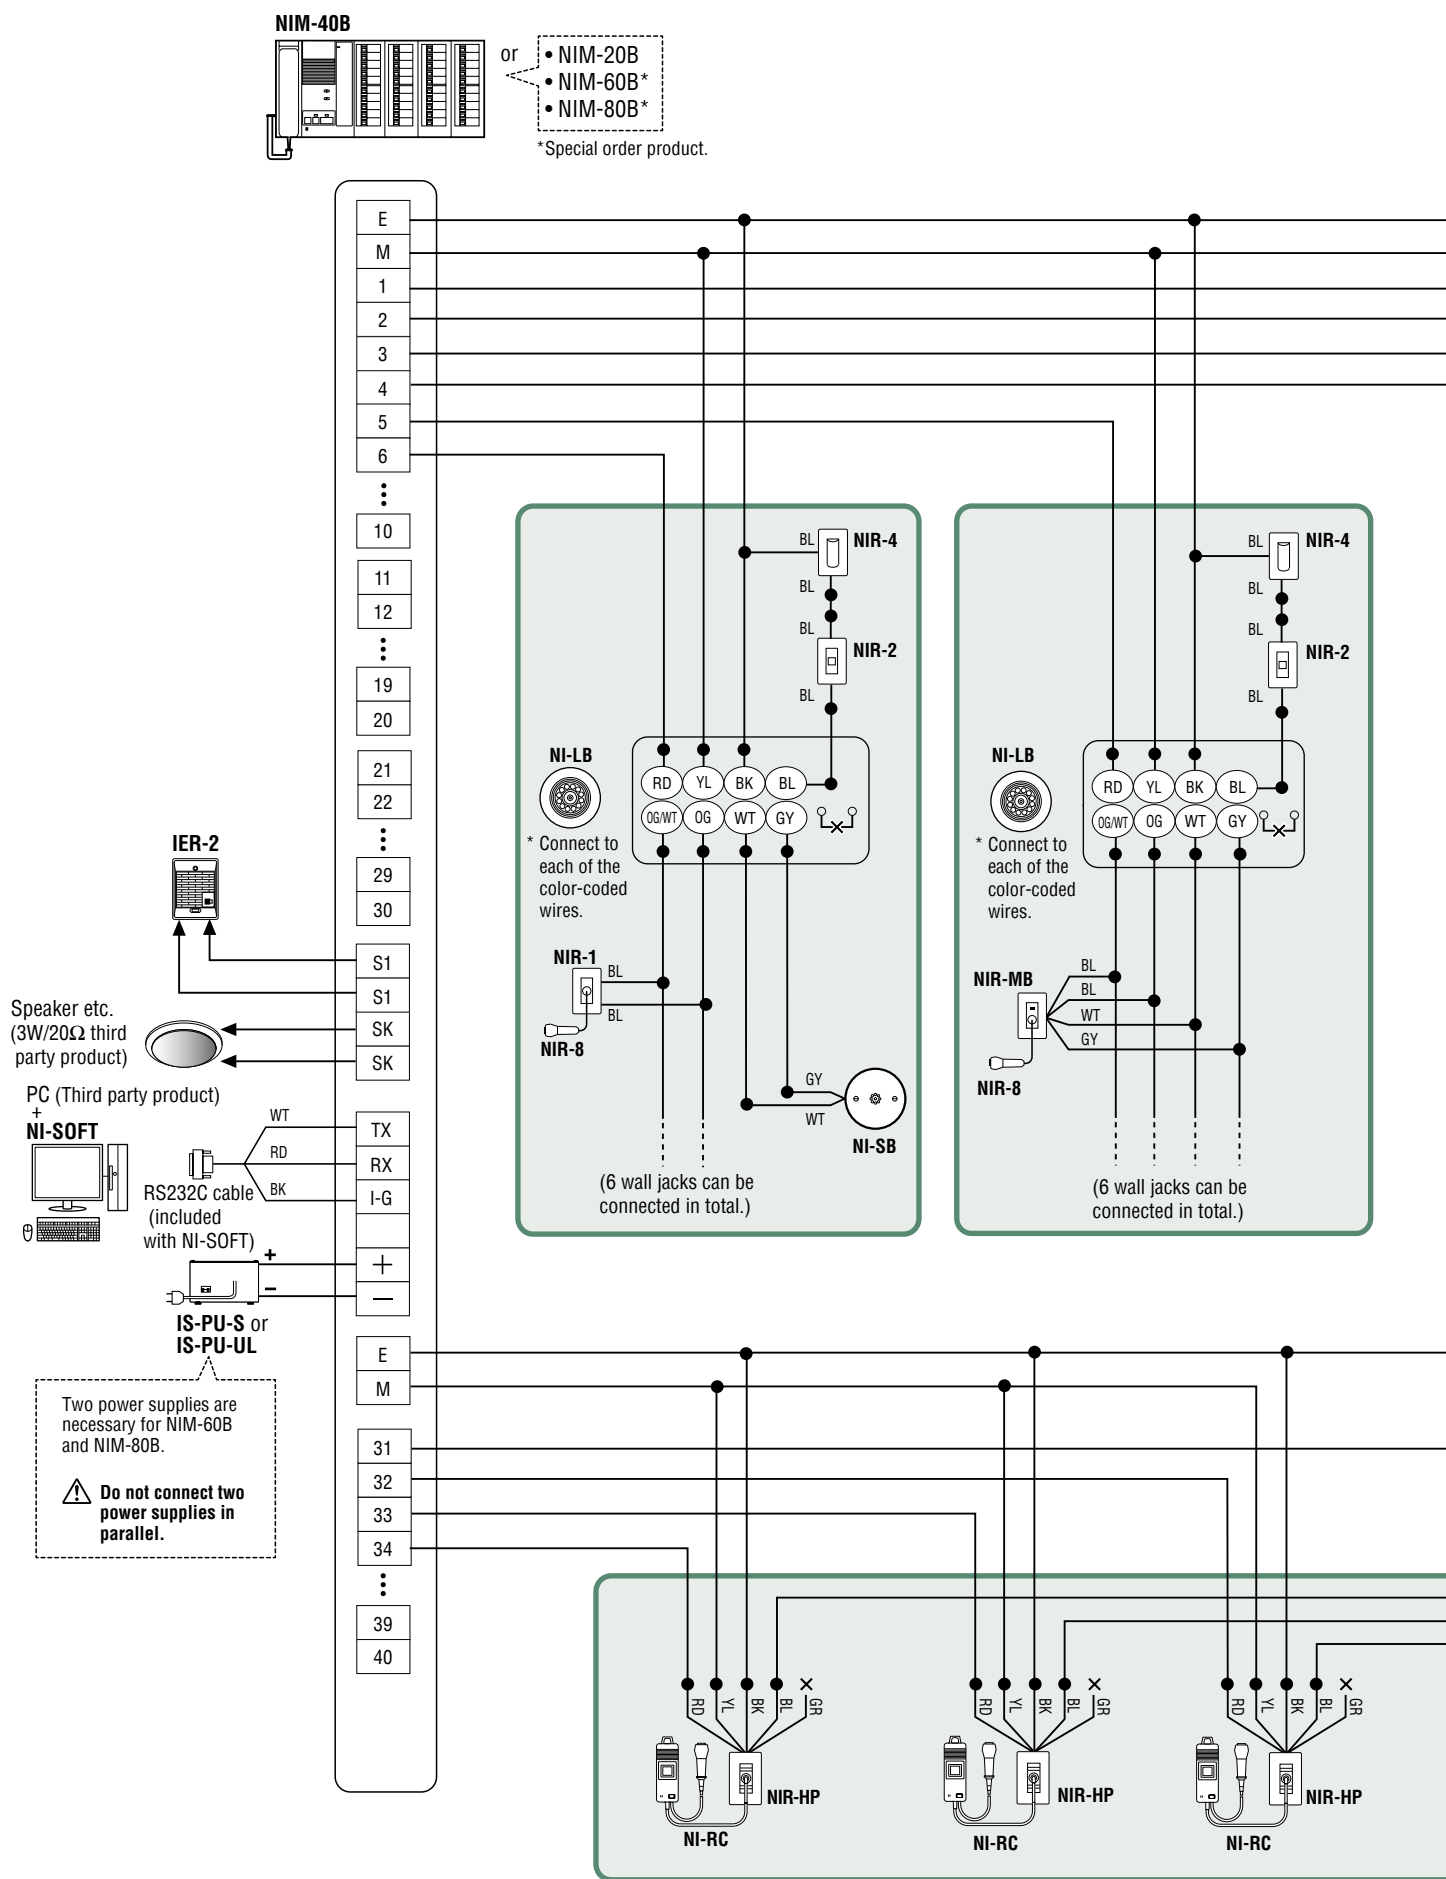 NIM-40B
or
• NIM-20B
• NIM-60B*
• NIM-80B*
*Special order product.
E
M
1
2
3
4
5
6
10
11
12
19
20
21
22
29
30
S1
S1
SK
SK
TX
RX
I-G
+
—
E
M
31
32
33
34
39
40
IER-2
Speaker etc.
(3W/20Ω third
party product)
PC (Third party product)
+
NI-SOFT
WT
RD
BK
RS232C cable
(included
with NI-SOFT)
+
–
IS-PU-S or
IS-PU-UL
Two power supplies are
necessary for NIM-60B
and NIM-80B.
Do not connect two
power supplies in
parallel.
BL
NIR-4
BL
BL
NIR-2
BL
NI-LB
RD YL BK BL
OG/WT OG WT GY
* Connect to
each of the
color-coded
wires.
NIR-1
BL
BL
NIR-8
GY
WT
NI-SB
(6 wall jacks can be
connected in total.)
BL
NIR-4
BL
BL
NIR-2
BL
NI-LB
RD YL BK BL
OG/WT OG WT GY
* Connect to
each of the
color-coded
wires.
NIR-MB
BL
BL
WT
GY
NIR-8
(6 wall jacks can be
connected in total.)
RD YL BK BL GR
NIR-HP
NI-RC
RD YL BK BL GR
NIR-HP
NI-RC
RD YL BK BL GR
NIR-HP
NI-RC